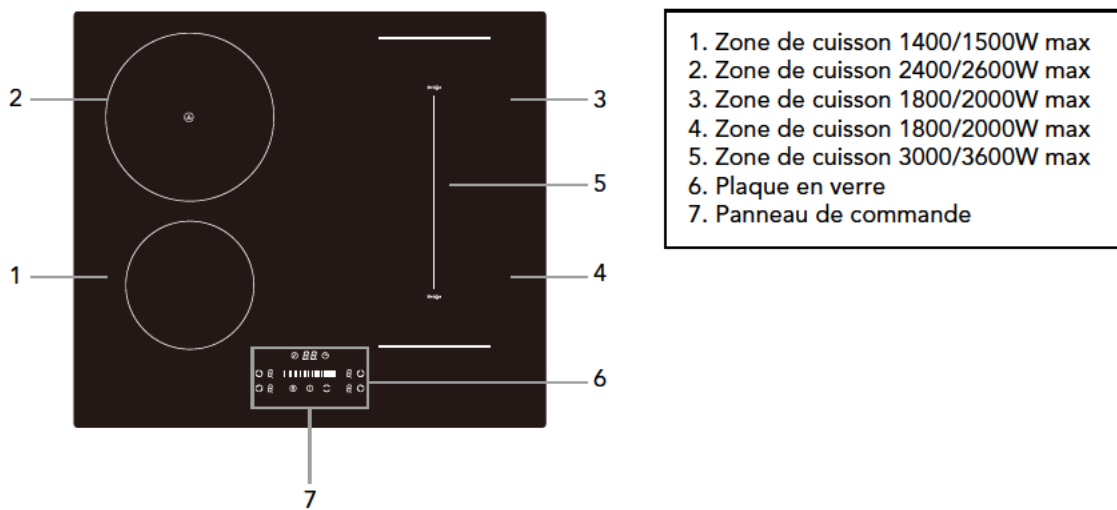 2
3
5
1
4
6
7
1. Zone de cuisson 1400/1500W max
2. Zone de cuisson 2400/2600W max
3. Zone de cuisson 1800/2000W max
4. Zone de cuisson 1800/2000W max
5. Zone de cuisson 3000/3600W max
6. Plaque en verre
7. Panneau de commande